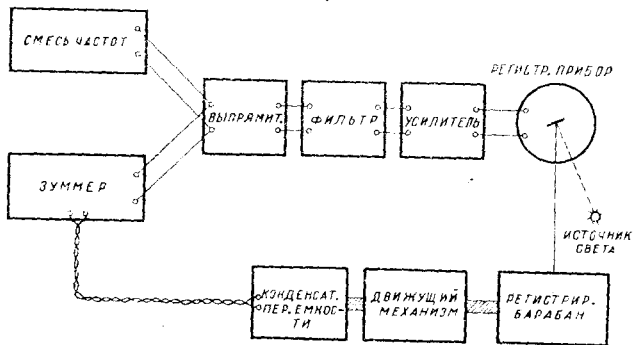 СМЕСЬ ЧАСТОТ
РЕГИСТР. ПРИБОР
ВЫПРЯМИТ.
ФИЛЬТР
УСИЛИТЕЛЬ
ЗУММЕР
ИСТОЧНИК
СВЕТА
КОНДЕНСАТ.
ПЕР. ЕМКОС-
ТИ
ДВИЖУЩИЙ
МЕХАНИЗМ
РЕГИСТРИР.
БАРАБАН